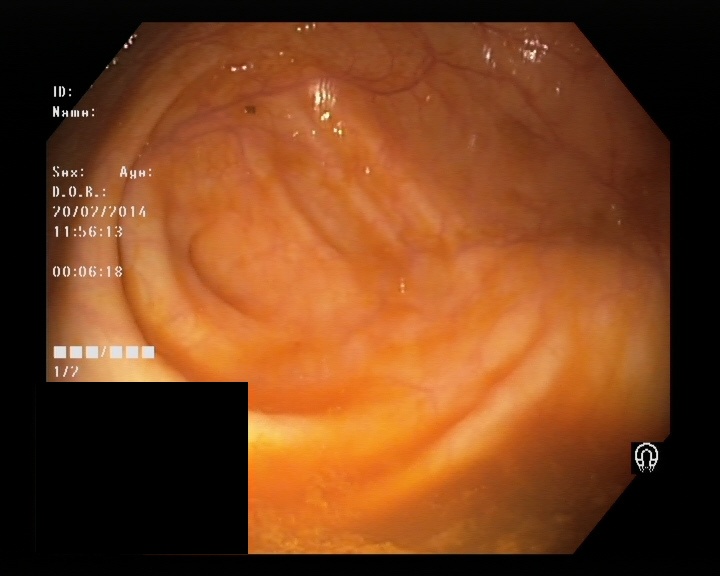 ID:
Name:
Sex: Age:
D.O.B.:
20/02/2014
11:56:13
00:06:18
■■■/■■■
1/2